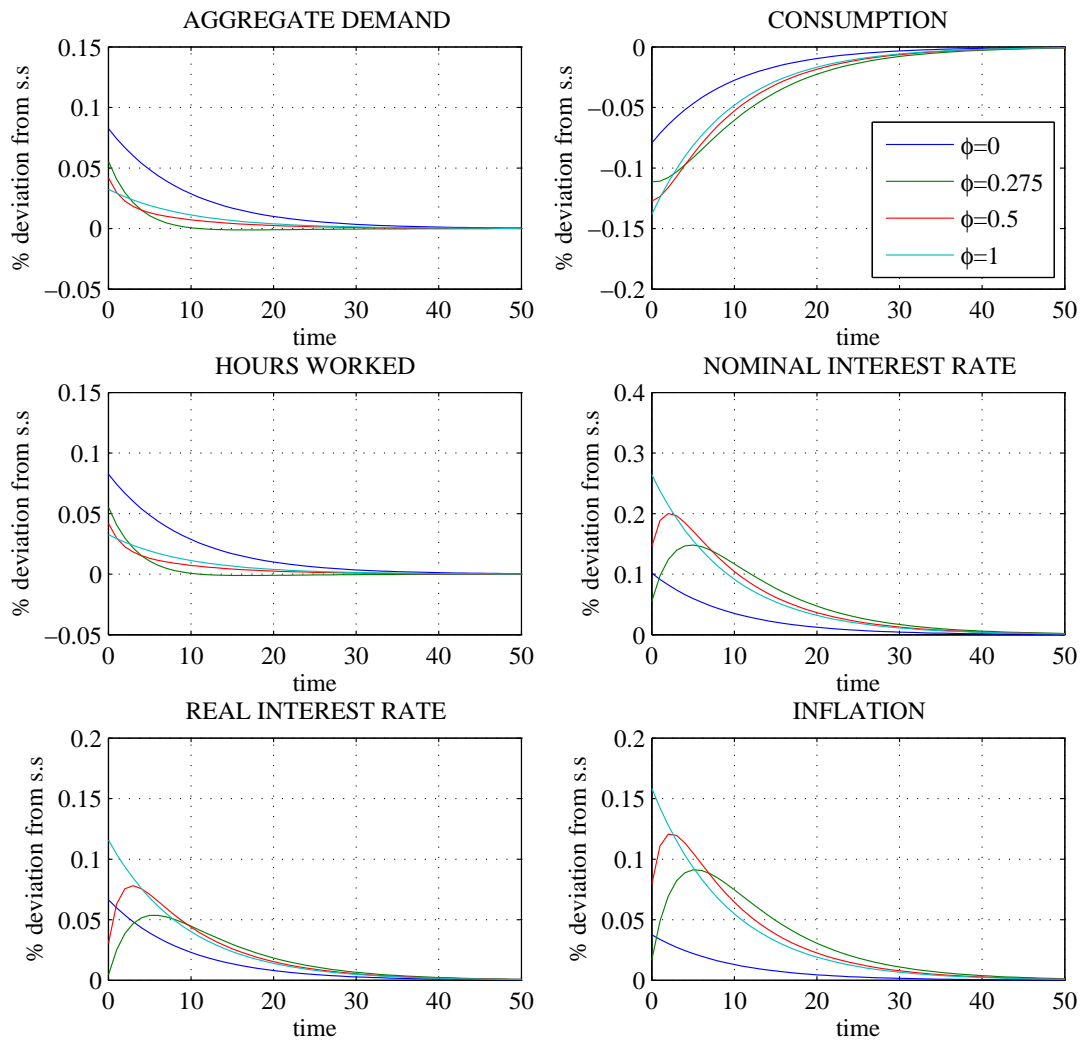 AGGREGATE DEMAND
0.15
0.1
0.05
0
−0.05
0 10 20 30 40 50
% deviation from s.s
time
CONSUMPTION
0
−0.05
−0.1
−0.15
−0.2
0 10 20 30 40 50
% deviation from s.s
time
ϕ=0
ϕ=0.275
ϕ=0.5
ϕ=1
HOURS WORKED
0.15
0.1
0.05
0
−0.05
0 10 20 30 40 50
% deviation from s.s
time
NOMINAL INTEREST RATE
0.4
0.3
0.2
0.1
0
0 10 20 30 40 50
% deviation from s.s
time
REAL INTEREST RATE
0.2
0.15
0.1
0.05
0
0 10 20 30 40 50
% deviation from s.s
time
INFLATION
0.2
0.15
0.1
0.05
0
0 10 20 30 40 50
% deviation from s.s
time